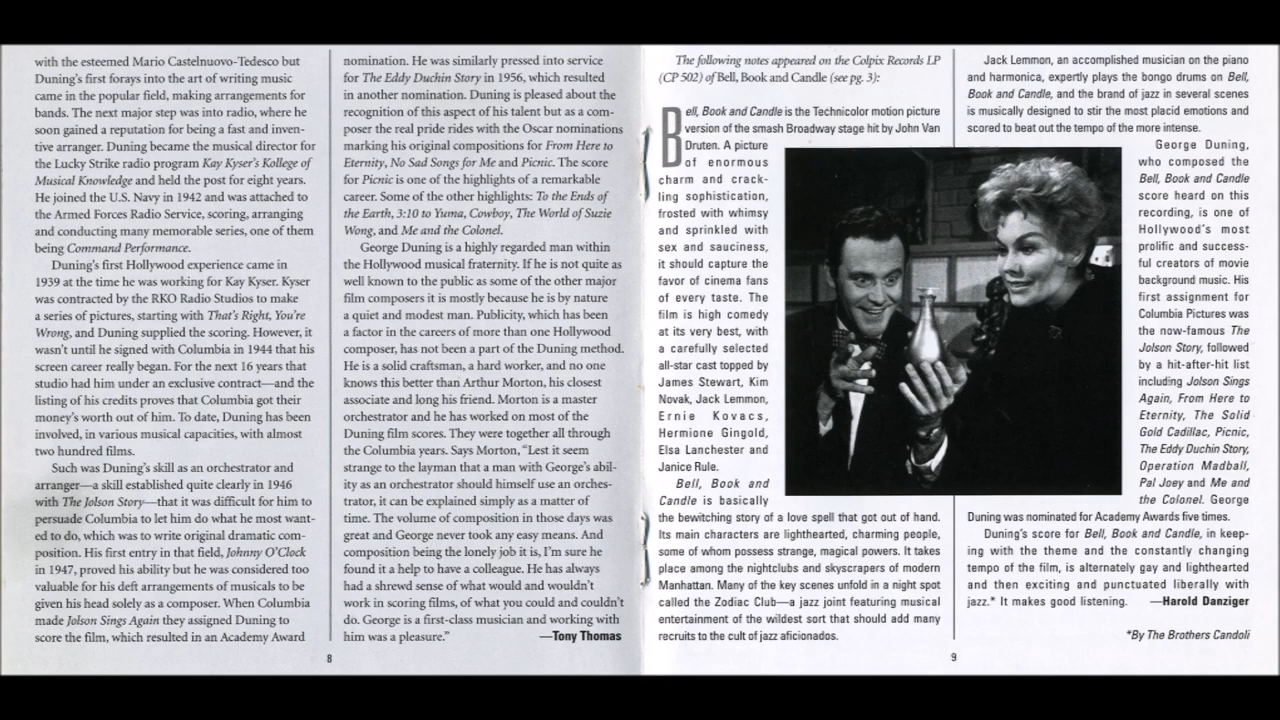 with the esteemed Mario Castelnuovo-Tedesco but
Duning's first forays into the art of writing music
came in the popular field, making arrangements for
bands. The next major step was into radio, where he
soon gained a reputation for being a fast and inven-
tive arranger. Duning became the musical director for
the Lucky Strike radio program Kay Kyser's Kollege of
Musical Knowledge and held the post for eight years.
He joined the U.S. Navy in 1942 and was attached to
the Armed Forces Radio Service, scoring, arranging
and conducting many memorable series, one of them
being Command Performance.
Duning's first Hollywood experience came in
1939 at the time he was working for Kay Kyser. Kyser
was contracted by the RKO Radio Studios to make
a series of pictures, starting with That's Right, You're
Wrong, and Duning supplied the scoring. However, it
wasn't until he signed with Columbia in 1944 that his
screen career really began. For the next 16 years that
studio had him under an exclusive contract—and the
listing of his credits proves that Columbia got their
money's worth out of him. To date, Duning has been
involved, in various musical capacities, with almost
two hundred films.
Such was Duning's skill as an orchestrator and
arranger—a skill established quite clearly in 1946
with The Jolson Story—that it was difficult for him to
persuade Columbia to let him do what he most want-
ed to do, which was to write original dramatic com-
position. His first entry in that field, Johnny O'Clock
in 1947, proved his ability but he was considered too
valuable for his deft arrangements of musicals to be
given his head solely as a composer. When Columbia
made Jolson Sings Again they assigned Duning to
score the film, which resulted in an Academy Award
nomination. He was similarly pressed into service
for The Eddy Duchin Story in 1956, which resulted
in another nomination. Duning is pleased about the
recognition of this aspect of his talent but as a com-
poser the real pride rides with the Oscar nominations
marking his original compositions for From Here to
Eternity, No Sad Songs for Me and Picnic. The score
for Picnic is one of the highlights of a remarkable
career. Some of the other highlights: To the Ends of
the Earth, 3:10 to Yuma, Cowboy, The World of Suzie
Wong, and Me and the Colonel.
George Duning is a highly regarded man within
the Hollywood musical fraternity. If he is not quite as
well known to the public as some of the other major
film composers it is mostly because he is by nature
a quiet and modest man. Publicity, which has been
a factor in the careers of more than one Hollywood
composer, has not been a part of the Duning method.
He is a solid craftsman, a hard worker, and no one
knows this better than Arthur Morton, his closest
associate and long his friend. Morton is a master
orchestrator and he has worked on most of the
Duning film scores. They were together all through
the Columbia years. Says Morton, "Lest it seem
strange to the layman that a man with George's abil-
ity as an orchestrator should himself use an orches-
trator, it can be explained simply as a matter of
time. The volume of composition in those days was
great and George never took any easy means. And
composition being the lonely job it is, I'm sure he
found it a help to have a colleague. He has always
had a shrewd sense of what would and wouldn't
work in scoring films, of what you could and couldn't
do. George is a first-class musician and working with
him was a pleasure." —Tony Thomas
8
The following notes appeared on the Colpix Records LP
(CP 502) of Bell, Book and Candle (see pg. 3):
Bell, Book and Candle is the Technicolor motion picture
version of the smash Broadway stage hit by John Van
Druten. A picture
of enormous
charm and crack-
ling sophistication,
frosted with whimsy
and sprinkled with
sex and sauciness,
it should capture the
favor of cinema fans
of every taste. The
film is high comedy
at its very best, with
a carefully selected
all-star cast topped by
James Stewart, Kim
Novak, Jack Lemmon,
Ernie Kovacs,
Hermione Gingold,
Elsa Lanchester and
Janice Rule.
Bell, Book and
Candle is basically
the bewitching story of a love spell that got out of hand.
Its main characters are lighthearted, charming people,
some of whom possess strange, magical powers. It takes
place among the nightclubs and skyscrapers of modern
Manhattan. Many of the key scenes unfold in a night spot
called the Zodiac Club—a jazz joint featuring musical
entertainment of the wildest sort that should add many
recruits to the cult of jazz aficionados.
Jack Lemmon, an accomplished musician on the piano
and harmonica, expertly plays the bongo drums on Bell,
Book and Candle, and the brand of jazz in several scenes
is musically designed to stir the most placid emotions and
scored to beat out the tempo of the more intense.
George Duning,
who composed the
Bell, Book and Candle
score heard on this
recording, is one of
Hollywood's most
prolific and success-
ful creators of movie
background music. His
first assignment for
Columbia Pictures was
the now-famous The
Jolson Story, followed
by a hit-after-hit list
including Jolson Sings
Again, From Here to
Eternity, The Solid
Gold Cadillac, Picnic,
The Eddy Duchin Story,
Operation Madball,
Pal Joey and Me and
the Colonel. George
Duning was nominated for Academy Awards five times.
Duning's score for Bell, Book and Candle, in keep-
ing with the theme and the constantly changing
tempo of the film, is alternately gay and lighthearted
and then exciting and punctuated liberally with
jazz.* It makes good listening. —Harold Danziger
*By The Brothers Candoli
9